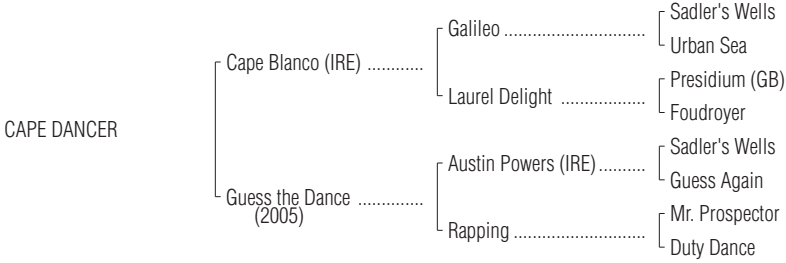 Sadler's Wells
Galileo ..............................
Urban Sea
Cape Blanco (IRE) ............
Presidium (GB)
Laurel Delight ..................
Foudroyer
CAPE DANCER
Sadler's Wells
Austin Powers (IRE)..........
Guess Again
Guess the Dance ..............
(2005)
Mr. Prospector
Rapping ............................
Duty Dance